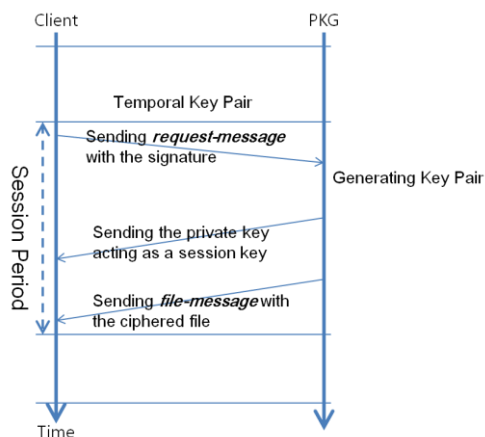 Client
PKG
Temporal Key Pair
Sending request-message
with the signature
Generating Key Pair
Session Period
Sending the private key
acting as a session key
Sending file-message with
the ciphered file
Time